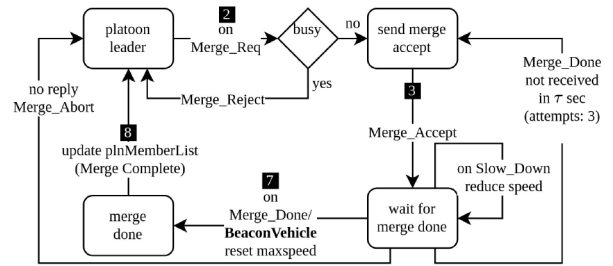 platoon
leader
2
on
Merge_Req
busy
no
send merge
accept
yes
Merge_Reject
no reply
Merge_Abort
Merge_Done
not received
in τ sec
(attempts: 3)
3
Merge_Accept
8
update plnMemberList
(Merge Complete)
on Slow_Down
reduce speed
7
on
Merge_Done/
BeaconVehicle
reset maxspeed
merge
done
wait for
merge done